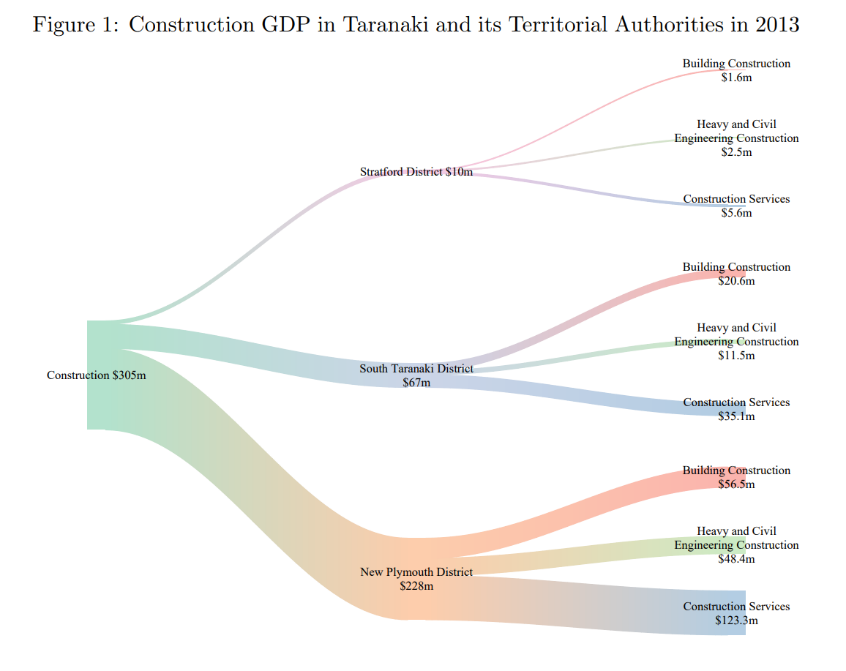 Figure 1: Construction GDP in Taranaki and its Territorial Authorities in 2013
Building Construction
$1.6m
Heavy and Civil
Engineering Construction
$2.5m
Stratford District $10m
Construction Services
$5.6m
Building Construction
$20.6m
Heavy and Civil
Engineering Construction
$11.5m
South Taranaki District
$67m
Construction $305m
Construction Services
$35.1m
Building Construction
$56.5m
Heavy and Civil
Engineering Construction
$48.4m
New Plymouth District
$228m
Construction Services
$123.3m